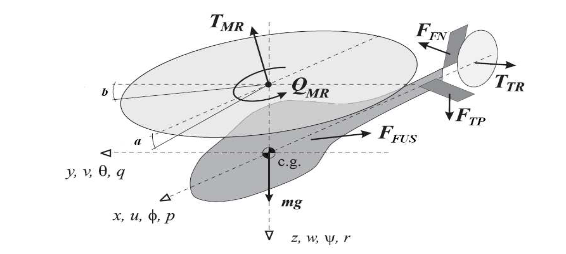 T_MR
F_FN
b
Q_MR
T_TR
a
F_TP
F_FUS
c.g.
y, v, θ, q
mg
x, u, ϕ, p
z, w, ψ, r